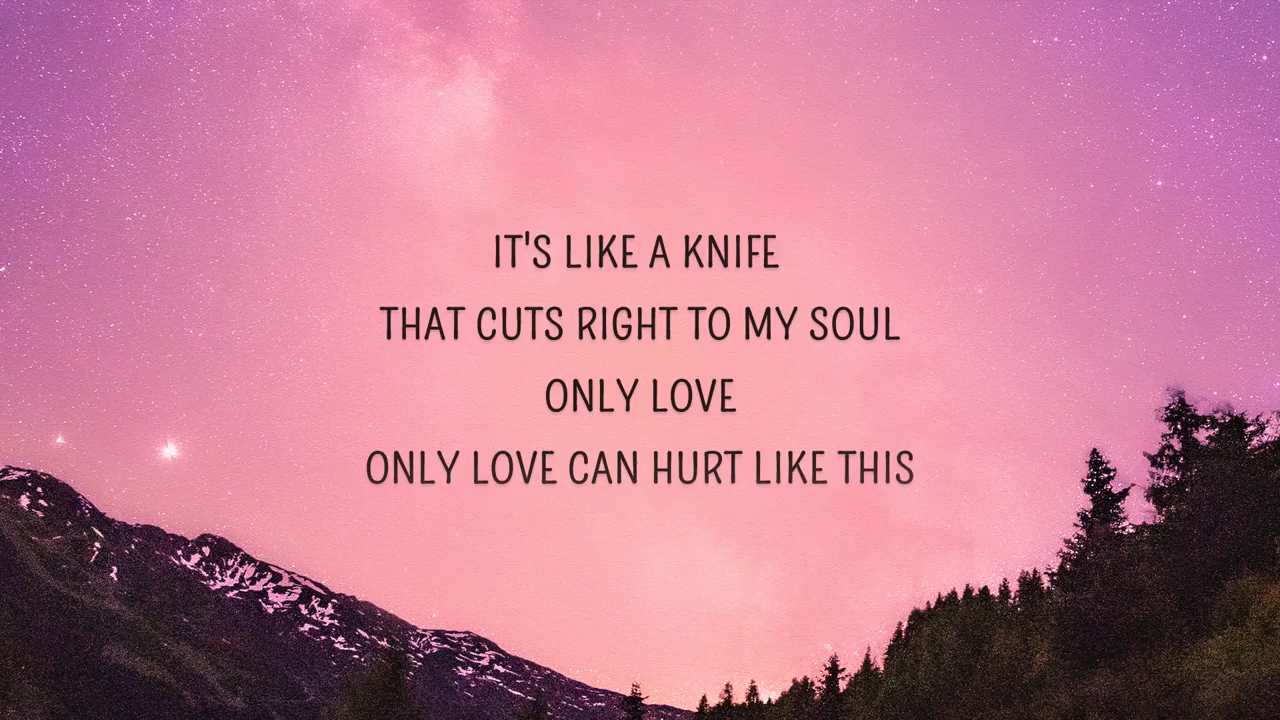 IT'S LIKE A KNIFE
THAT CUTS RIGHT TO MY SOUL
ONLY LOVE
ONLY LOVE CAN HURT LIKE THIS